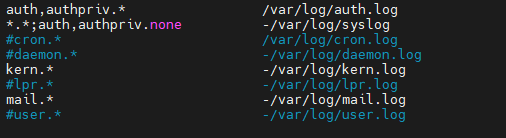 auth,authpriv.* /var/log/auth.log
*.*;auth,authpriv.none -/var/log/syslog
#cron.* /var/log/cron.log
#daemon.* -/var/log/daemon.log
kern.* -/var/log/kern.log
#lpr.* -/var/log/lpr.log
mail.* -/var/log/mail.log
#user.* -/var/log/user.log